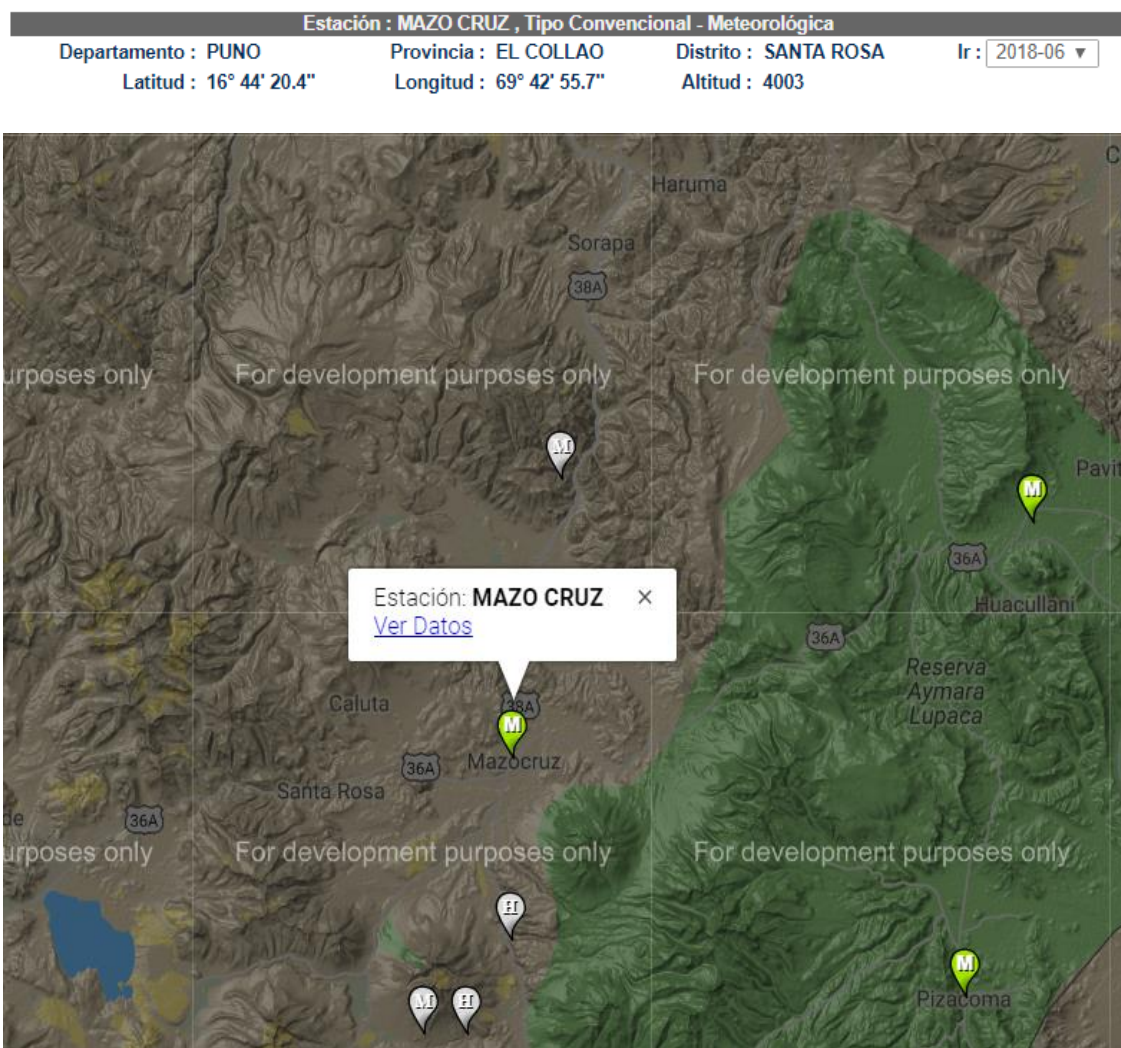 Estación : MAZO CRUZ , Tipo Convencional - Meteorológica
Departamento : PUNO Provincia : EL COLLAO Distrito : SANTA ROSA Ir : 2018-06 ▼
Latitud : 16° 44' 20.4" Longitud : 69° 42' 55.7" Altitud : 4003
C
Haruma
Sorapa
38A
urposes only For development purposes only For development purposes only
M
Pavit
M
36A
Estación: MAZO CRUZ ×
Ver Datos
Huacullani
36A
Reserva
Aymara
Lupaca
Caluta
38A
M
Mazocruz
36A
Santa Rosa
de
36A
urposes only For development purposes only For development purposes only
H
M
M H
Pizacoma